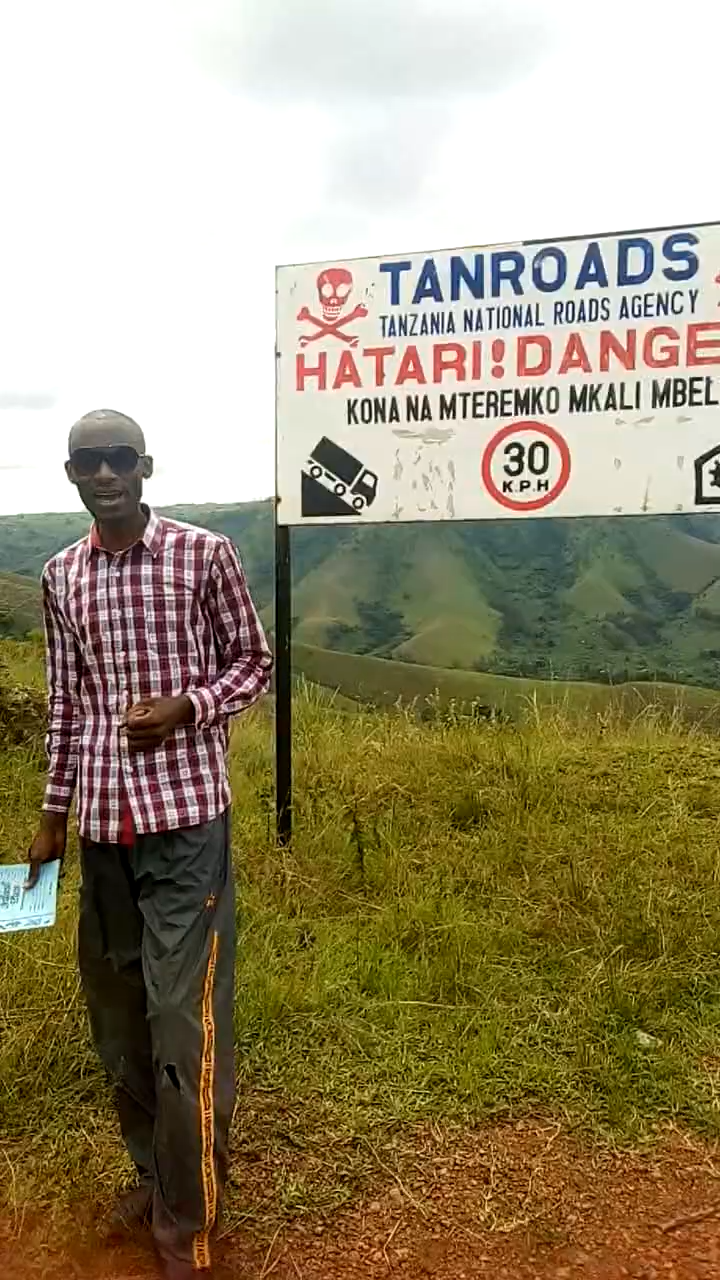 TANROADS
TANZANIA NATIONAL ROADS AGENCY
HATARI! DANGE
KONA NA MTEREMKO MKALI MBEL
30
K.P.H